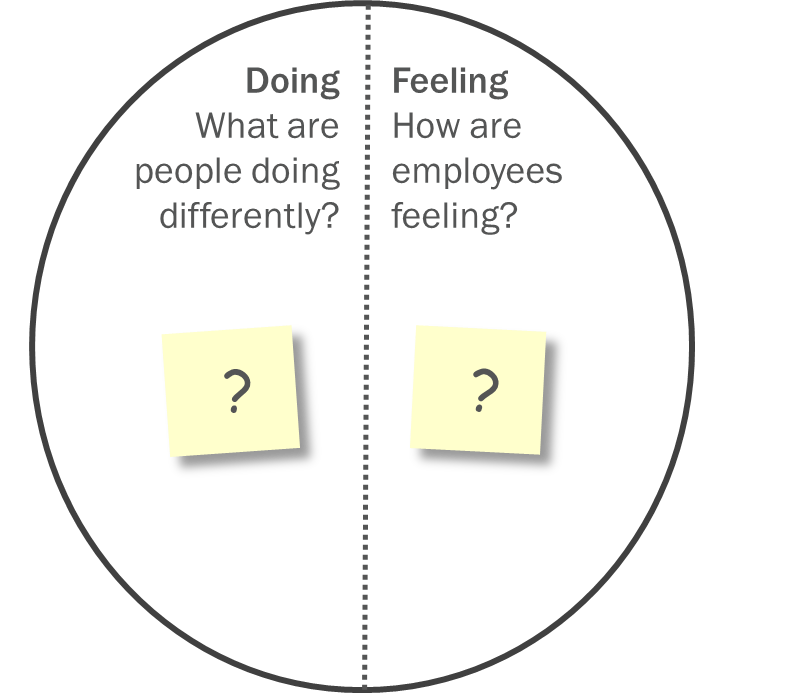 Doing
What are
people doing
differently?
?
Feeling
How are
employees
feeling?
?